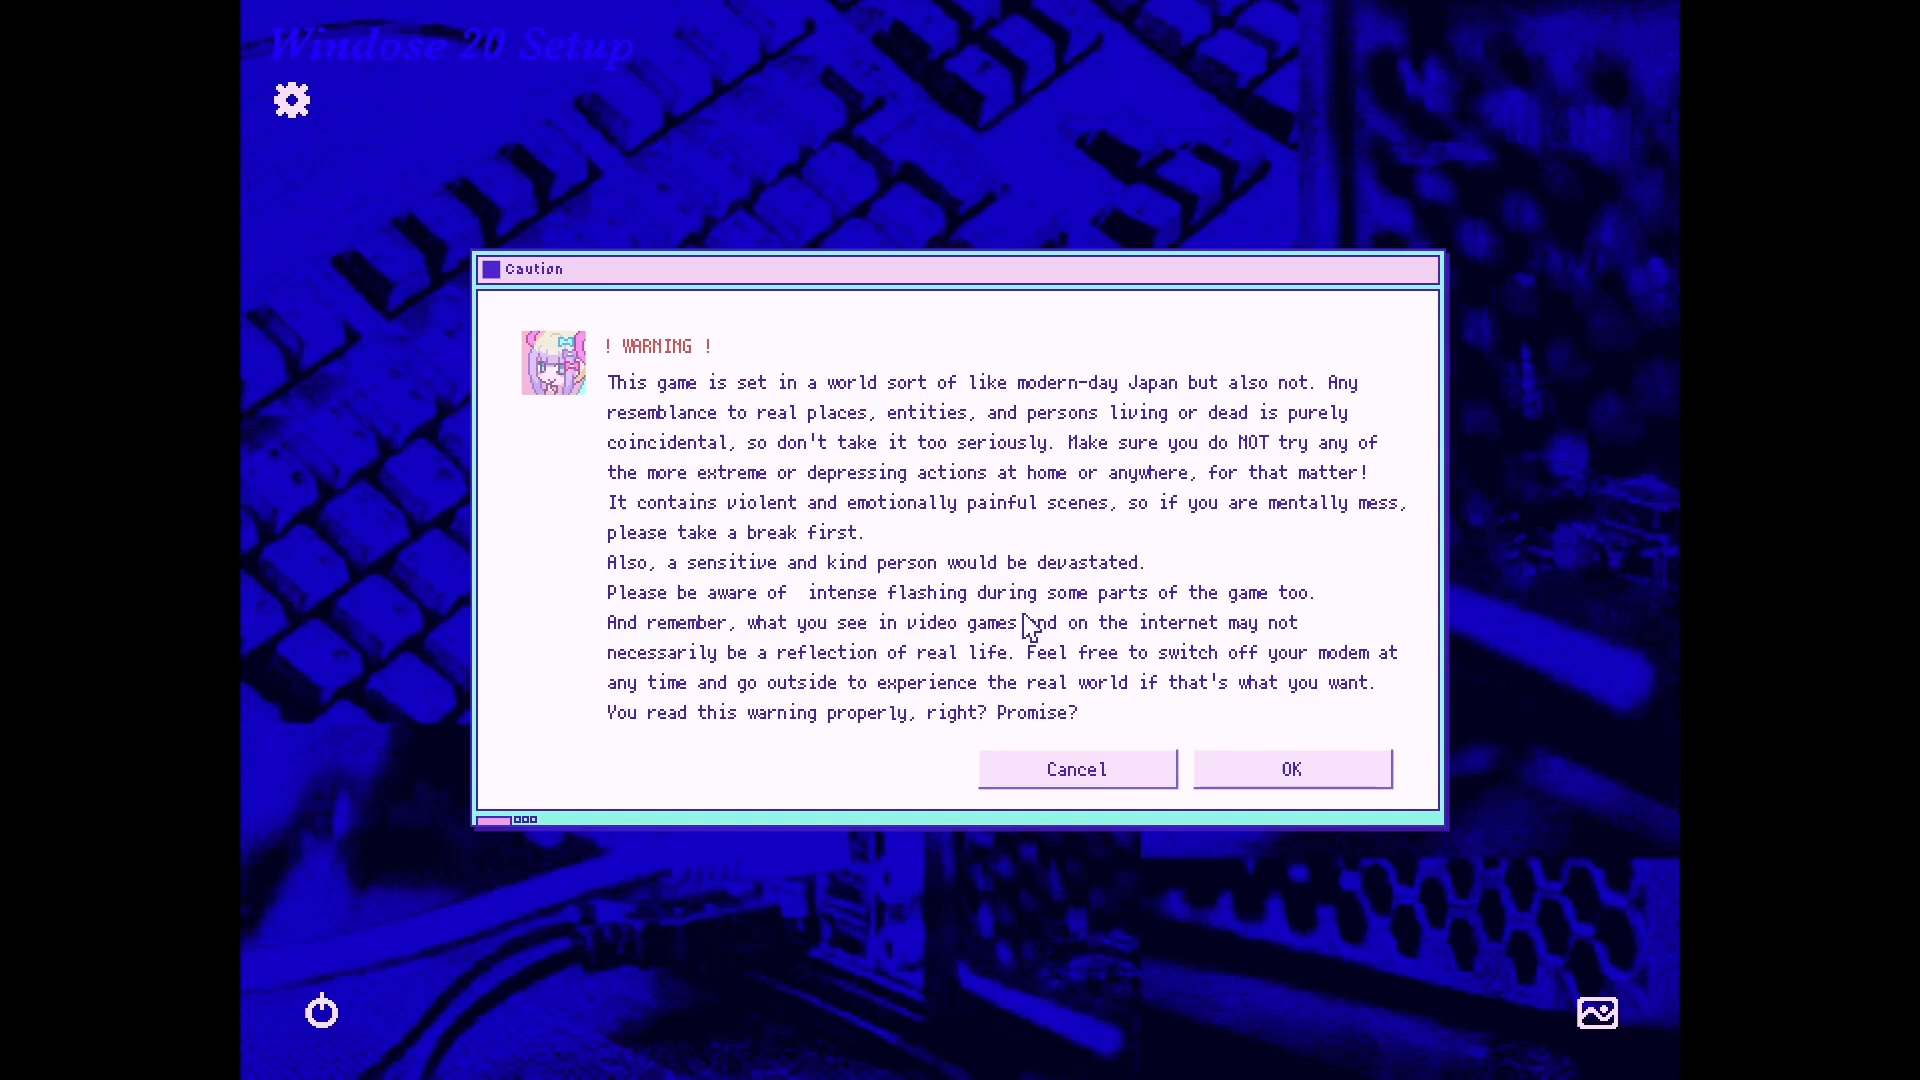 Windose 20 Setup
Caution
! WARNING !
This game is set in a world sort of like modern-day Japan but also not. Any
resemblance to real places, entities, and persons living or dead is purely
coincidental, so don't take it too seriously. Make sure you do NOT try any of
the more extreme or depressing actions at home or anywhere, for that matter!
It contains violent and emotionally painful scenes, so if you are mentally mess,
please take a break first.
Also, a sensitive and kind person would be devastated.
Please be aware of  intense flashing during some parts of the game too.
And remember, what you see in video games and on the internet may not
necessarily be a reflection of real life. Feel free to switch off your modem at
any time and go outside to experience the real world if that's what you want.
You read this warning properly, right? Promise?
Cancel OK